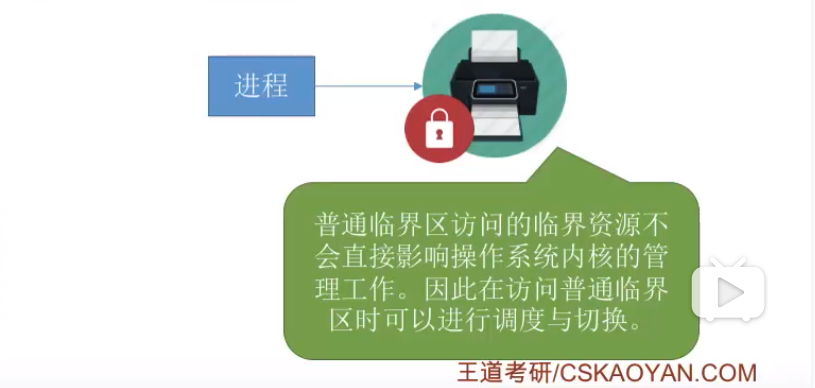 进程
普通临界区访问的临界资源不
会直接影响操作系统内核的管
理工作。因此在访问普通临界
区时可以进行调度与切换。
王道考研/CSKAOYAN.COM